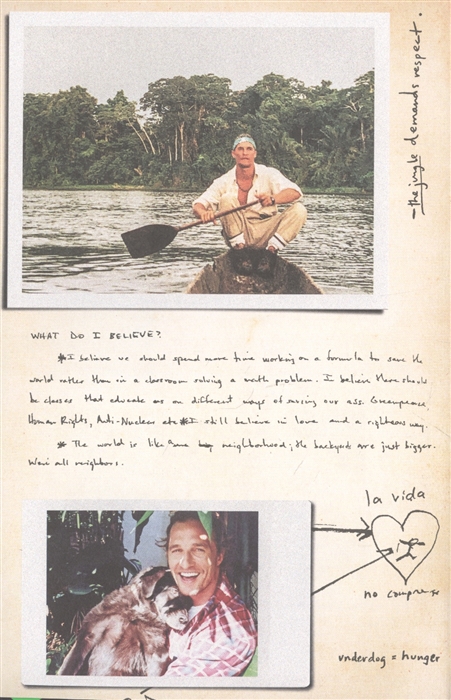 - the jungle demands respect.
WHAT DO I BELIEVE?
* I believe we should spend more time working on a formula to save the
world rather than in a classroom solving a math problem. I believe there should
be classes that educate us on different ways of saving our ass. Greenpeace,
Human Rights, Anti-Nuclear etc * I still believe in love and a righteous way.
* The world is like neighborhood; the backyards are just bigger.
We're all neighbors.
la vida
no compromise
underdog = hunger